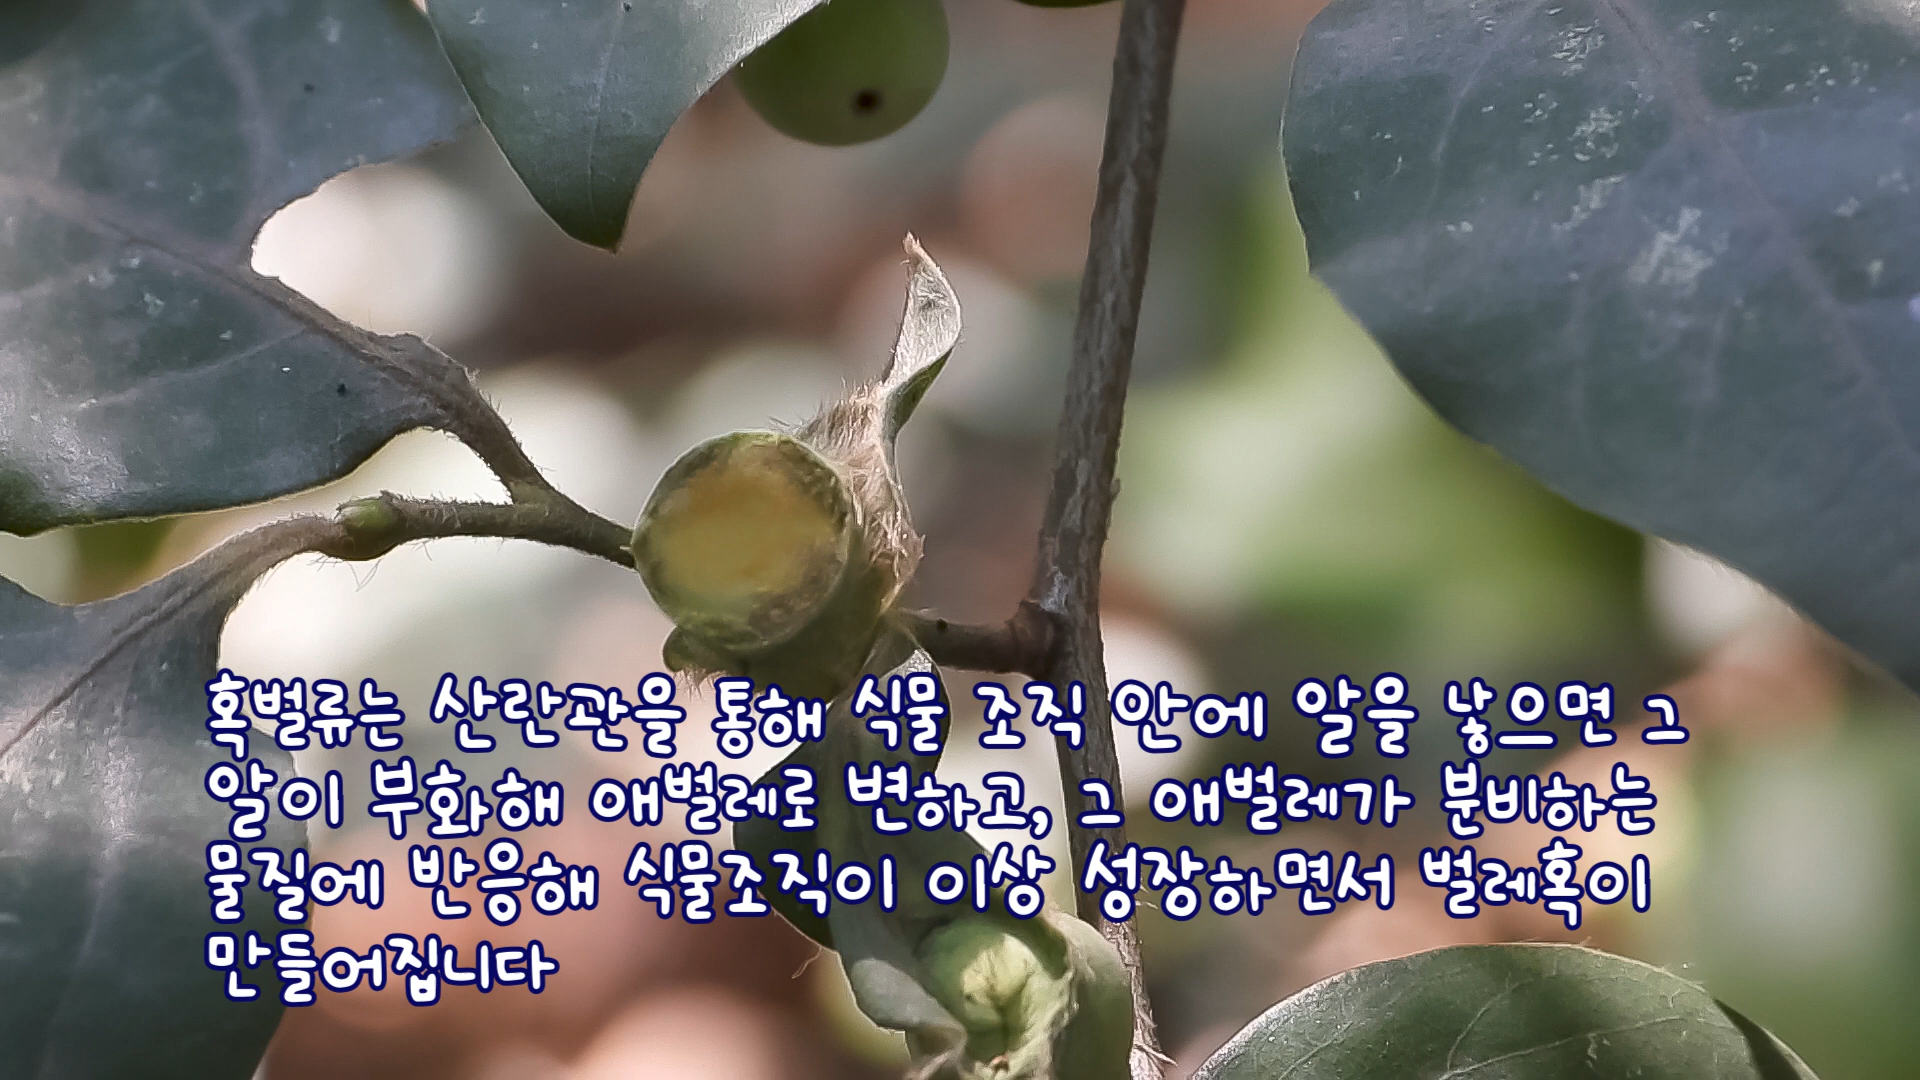 혹벌류는 산란관을 통해 식물 조직 안에 알을 낳으면 그
알이 부화해 애벌레로 변하고, 그 애벌레가 분비하는
물질에 반응해 식물조직이 이상 성장하면서 벌레혹이
만들어집니다